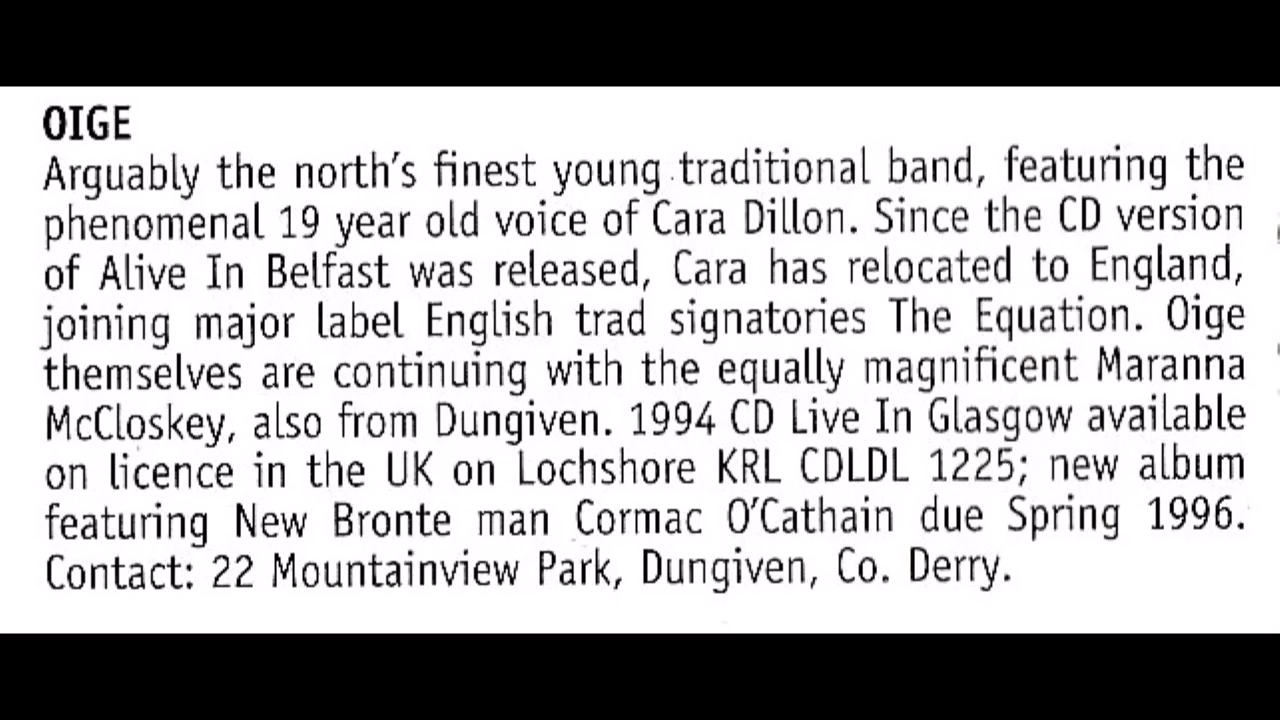 OIGE
Arguably the north's finest young traditional band, featuring the
phenomenal 19 year old voice of Cara Dillon. Since the CD version
of Alive In Belfast was released, Cara has relocated to England,
joining major label English trad signatories The Equation. Oige
themselves are continuing with the equally magnificent Maranna
McCloskey, also from Dungiven. 1994 CD Live In Glasgow available
on licence in the UK on Lochshore KRL CDLDL 1225; new album
featuring New Bronte man Cormac O'Cathain due Spring 1996.
Contact: 22 Mountainview Park, Dungiven, Co. Derry.